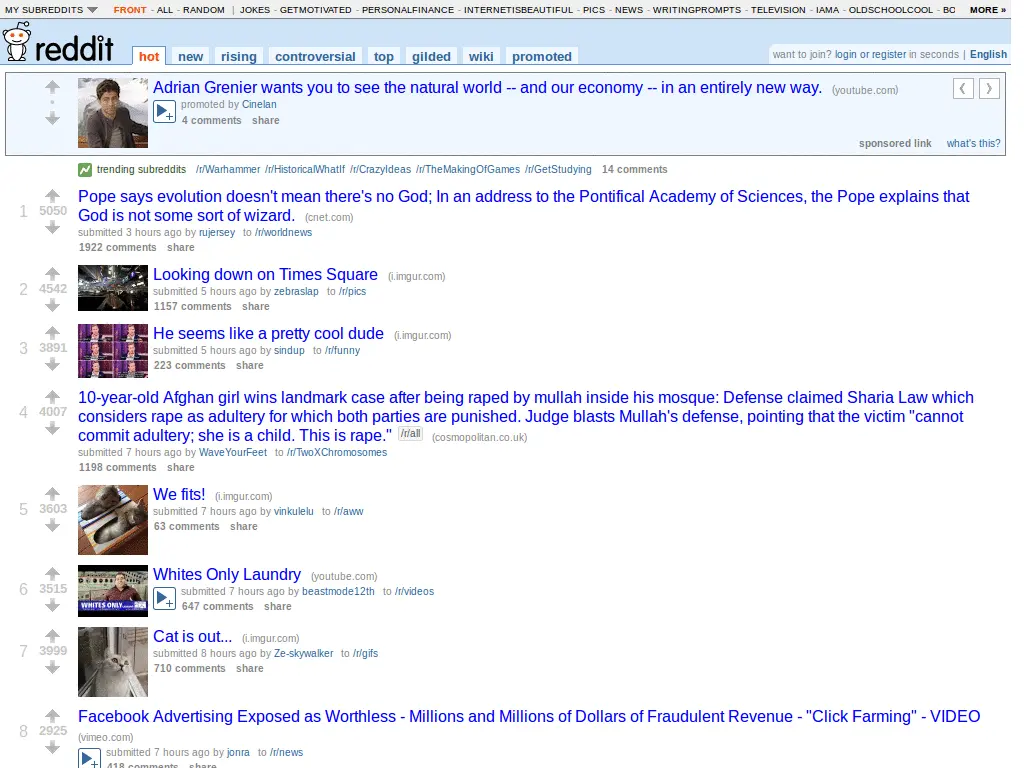 MY SUBREDDITS FRONT - ALL - RANDOM | JOKES - GETMOTIVATED - PERSONALFINANCE - INTERNETISBEAUTIFUL - PICS - NEWS - WRITINGPROMPTS - TELEVISION - IAMA - OLDSCHOOLCOOL - BO MORE »
reddit hot new rising controversial top gilded wiki promoted want to join? login or register in seconds | English
Adrian Grenier wants you to see the natural world -- and our economy -- in an entirely new way. (youtube.com)
promoted by Cinelan
4 comments share
sponsored link what's this?
trending subreddits /r/Warhammer /r/HistoricalWhatIf /r/CrazyIdeas /r/TheMakingOfGames /r/GetStudying 14 comments
Pope says evolution doesn't mean there's no God; In an address to the Pontifical Academy of Sciences, the Pope explains that
1 5050 God is not some sort of wizard. (cnet.com)
submitted 3 hours ago by rujersey to /r/worldnews
1922 comments share
Looking down on Times Square (i.imgur.com)
2 4542 submitted 5 hours ago by zebraslap to /r/pics
1157 comments share
He seems like a pretty cool dude (i.imgur.com)
3 3891 submitted 5 hours ago by sindup to /r/funny
223 comments share
10-year-old Afghan girl wins landmark case after being raped by mullah inside his mosque: Defense claimed Sharia Law which
4 4007 considers rape as adultery for which both parties are punished. Judge blasts Mullah's defense, pointing that the victim "cannot
commit adultery; she is a child. This is rape." /r/all (cosmopolitan.co.uk)
submitted 7 hours ago by WaveYourFeet to /r/TwoXChromosomes
1198 comments share
We fits! (i.imgur.com)
5 3603 submitted 7 hours ago by vinkulelu to /r/aww
63 comments share
Whites Only Laundry (youtube.com)
6 3515 submitted 7 hours ago by beastmode12th to /r/videos
WHITES ONLY 647 comments share
Cat is out... (i.imgur.com)
7 3999 submitted 8 hours ago by Ze-skywalker to /r/gifs
710 comments share
Facebook Advertising Exposed as Worthless - Millions and Millions of Dollars of Fraudulent Revenue - "Click Farming" - VIDEO
8 2925 (vimeo.com)
submitted 7 hours ago by jonra to /r/news
418 comments share